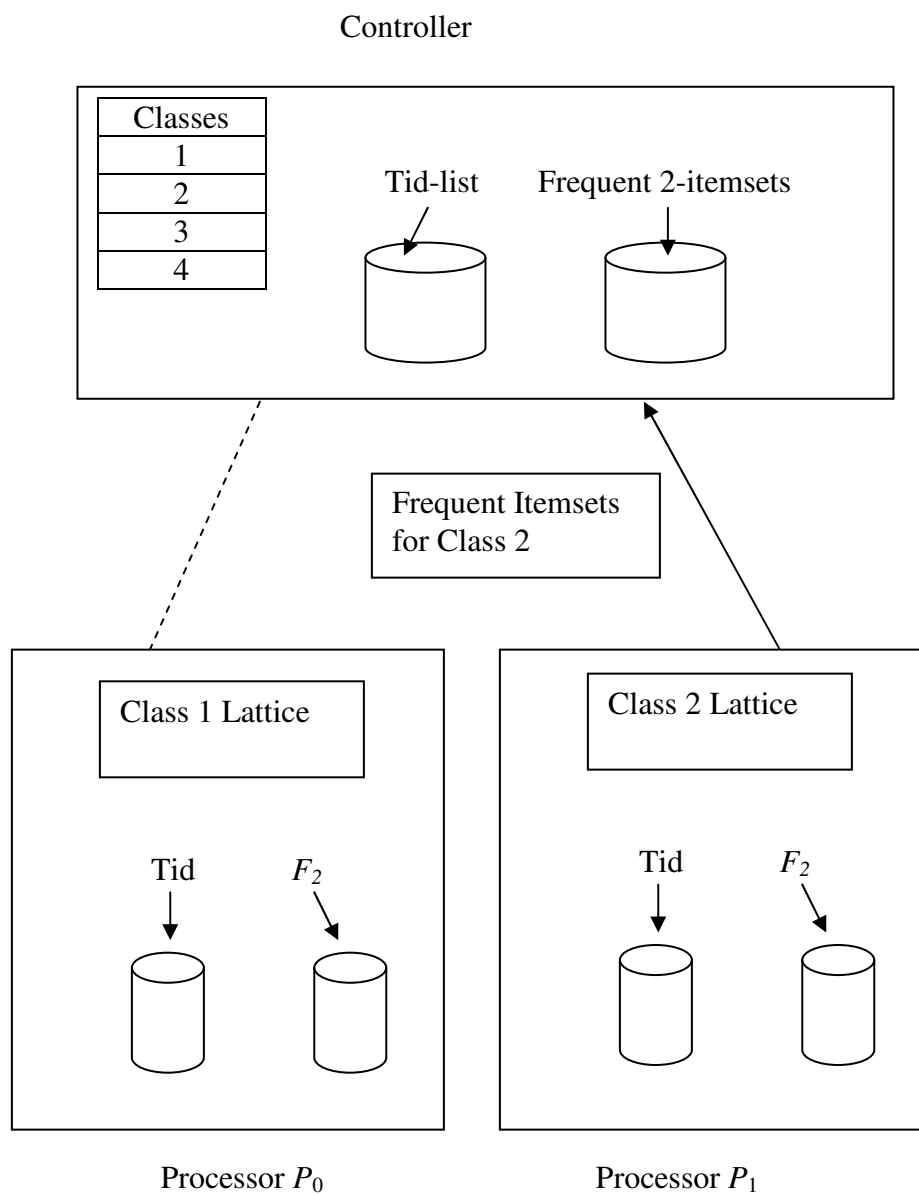 Controller
Classes
1
2
3
4
Tid-list
Frequent 2-itemsets
Frequent Itemsets
for Class 2
Class 1 Lattice
Tid
F2
Class 2 Lattice
Tid
F2
Processor P0
Processor P1